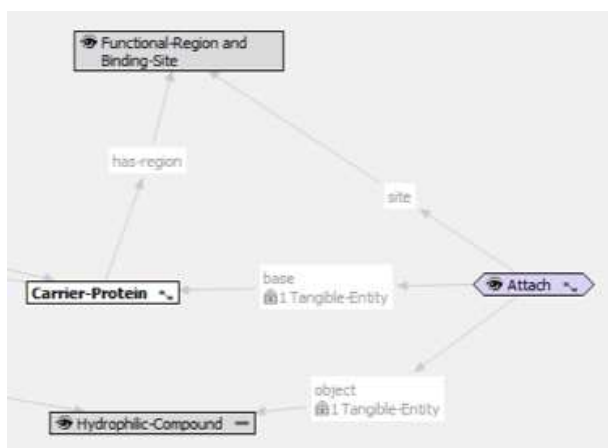 Functional-Region and
Binding-Site
has-region
site
base
1 Tangible-Entity
Carrier-Protein
Attach
object
1 Tangible-Entity
Hydrophilic-Compound